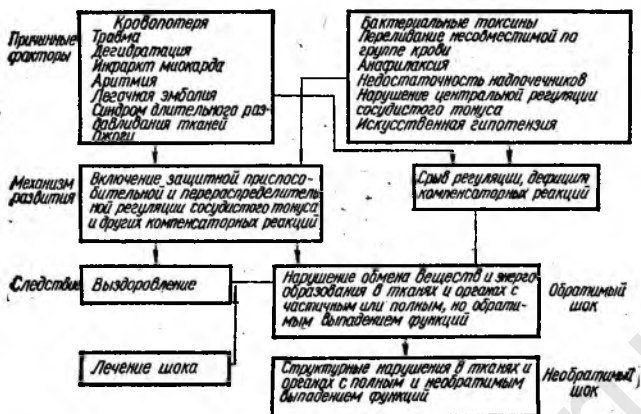 Причинные
факторы
Кровопотеря
Травма
Дегидратация
Инфаркт миокарда
Аритмия
Легочная эмболия
Синдром длительного раз-
давливания тканей
Ожоги
Бактериальные токсины
Переливание несовместимой по
группе крови
Анафилаксия
Недостаточность надпочечников
Нарушение центральной регуляции
сосудистого тонуса
Искусственная гипотензия
Механизм
развития
Включение защитной приспосо-
бительной и перераспределитель-
ной регуляции сосудистого тонуса
и других компенсаторных реакций
Срыв регуляции, дефицит
компенсаторных реакций
Следствие
Выздоровление
Нарушение обмена веществ и энерго-
образования в тканях и органах с
частичным или полным, но обрати-
мым выпадением функций
Обратимый
шок
Лечение шока
Структурные нарушения в тканях и
органах с полным и необратимым
выпадением функций
Необратимый
шок